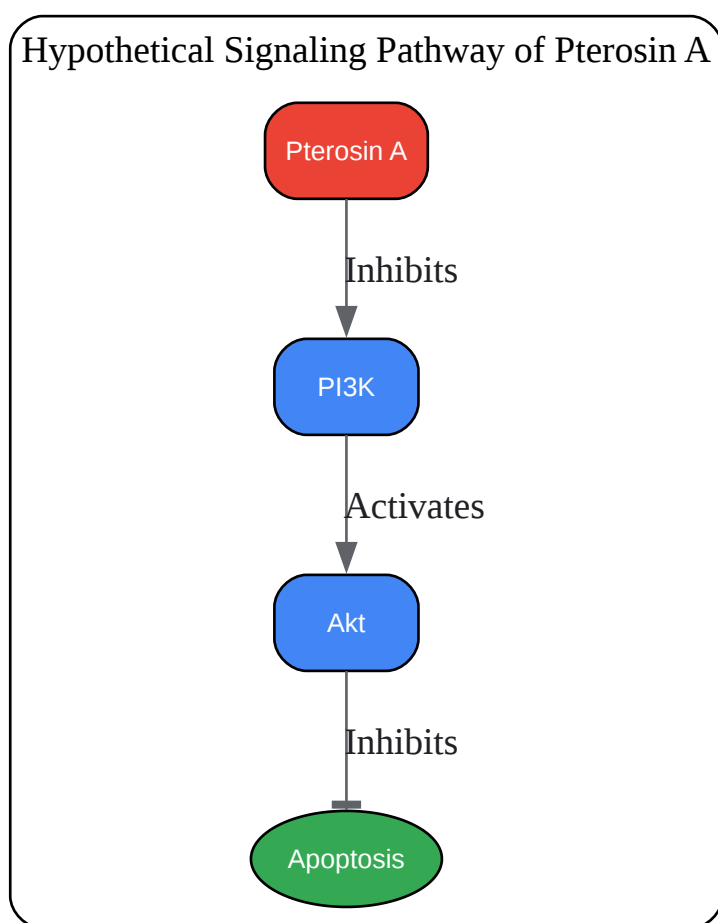 Hypothetical Signaling Pathway of Pterosin A
Pterosin A
Inhibits
PI3K
Activates
Akt
Inhibits
Apoptosis